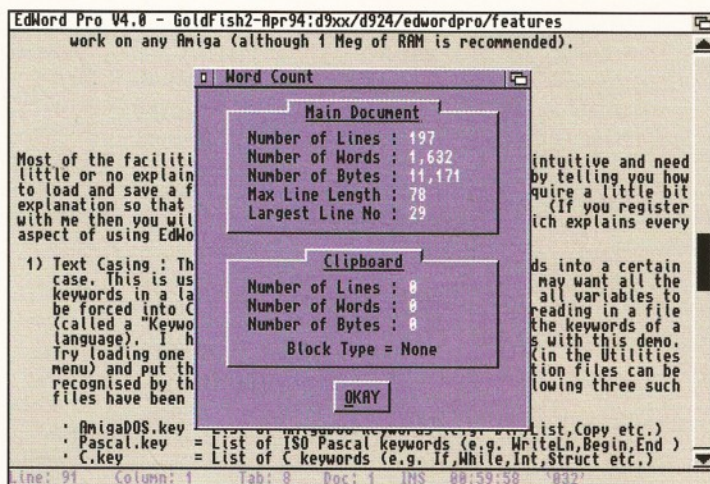 EdWord Pro V4.0 - GoldFish2-Apr94:d9xx/d924/edwordpro/features
work on any Amiga (although 1 Meg of RAM is recommended).
Word Count
Main Document
Number of Lines : 197
Number of Words : 1,632
Number of Bytes : 11,171
Max Line Length : 78
Largest Line No : 29
Clipboard
Number of Lines : 0
Number of Words : 0
Number of Bytes : 0
Block Type = None
OKAY
Most of the faciliti intuitive and need
little or no explain by telling you how
to load and save a f quire a little bit
explanation so that (If you register
with me then you wil ich explains every
aspect of using EdWo
1) Text Casing : Th ds into a certain
case. This is us may want all the
keywords in a la all variables to
be forced into C reading in a file
(called a "Keywo the keywords of a
language). I h s with this demo.
Try loading one (in the Utilities
menu) and put th tion files can be
recognised by th lowing three such
files have been
· AmigaDOS.key = List of AmigaDOS keywords (e.g. Dir,List,Copy etc.)
· Pascal.key = List of ISO Pascal keywords (e.g. WriteLn,Begin,End )
· C.key = List of C keywords (e.g. If,While,Int,Struct etc.)
Line: 91 Column: 1 Tab: 8 Doc: 1 INS 00:59:58 '032'